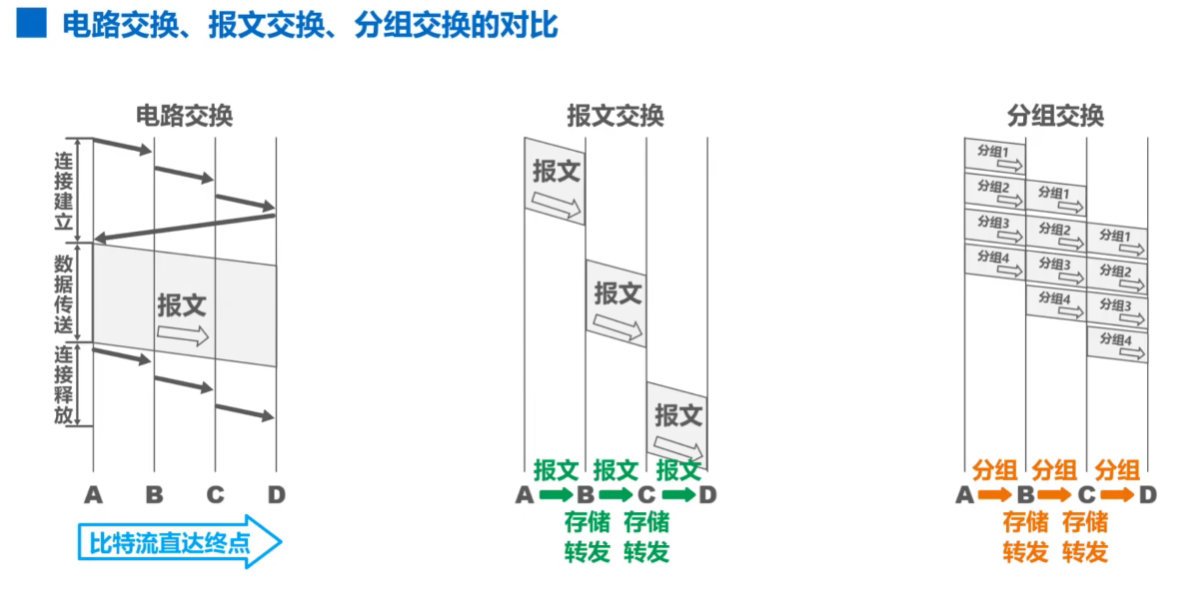 电路交换、报文交换、分组交换的对比
电路交换
连接建立
数据传送
连接释放
报文
A B C D
比特流直达终点
报文交换
报文
报文
报文
报文 报文 报文
A B C D
存储 存储
转发 转发
分组交换
分组1
分组2 分组1
分组3 分组2 分组1
分组4 分组3 分组2
分组4 分组3
分组4
分组 分组 分组
A B C D
存储 存储
转发 转发